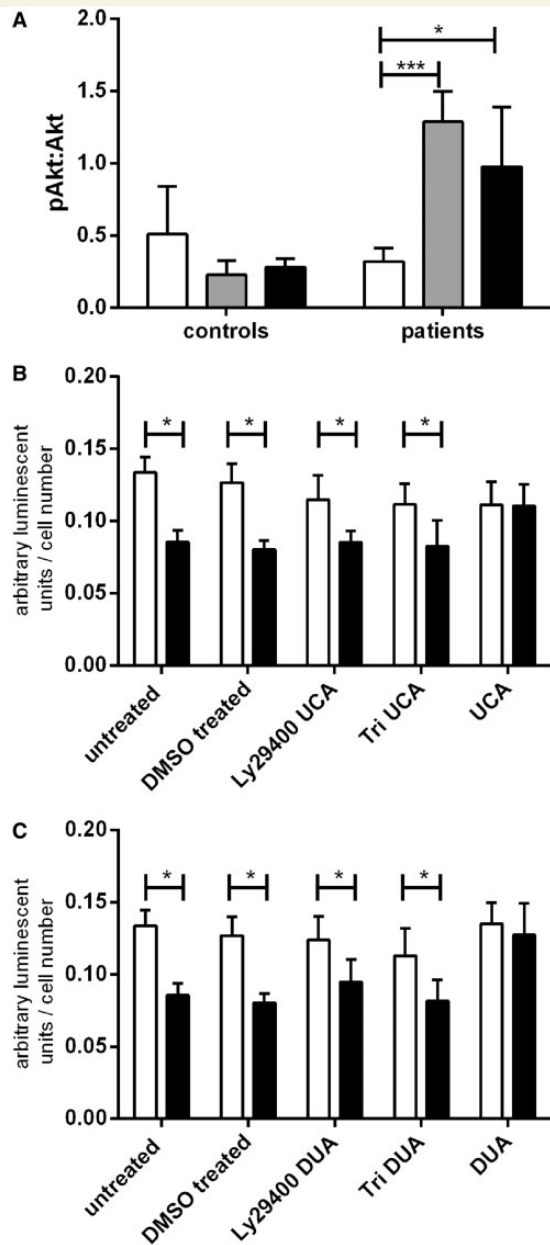 A
2.0
1.5
1.0
0.5
0.0
pAkt:Akt
*
***
controls
patients
B
0.20
0.15
0.10
0.05
0.00
arbitrary luminescent
units / cell number
*
*
*
*
untreated
DMSO treated
Ly29400 UCA
Tri UCA
UCA
C
0.20
0.15
0.10
0.05
0.00
arbitrary luminescent
units / cell number
*
*
*
*
untreated
DMSO treated
Ly29400 DUA
Tri DUA
DUA